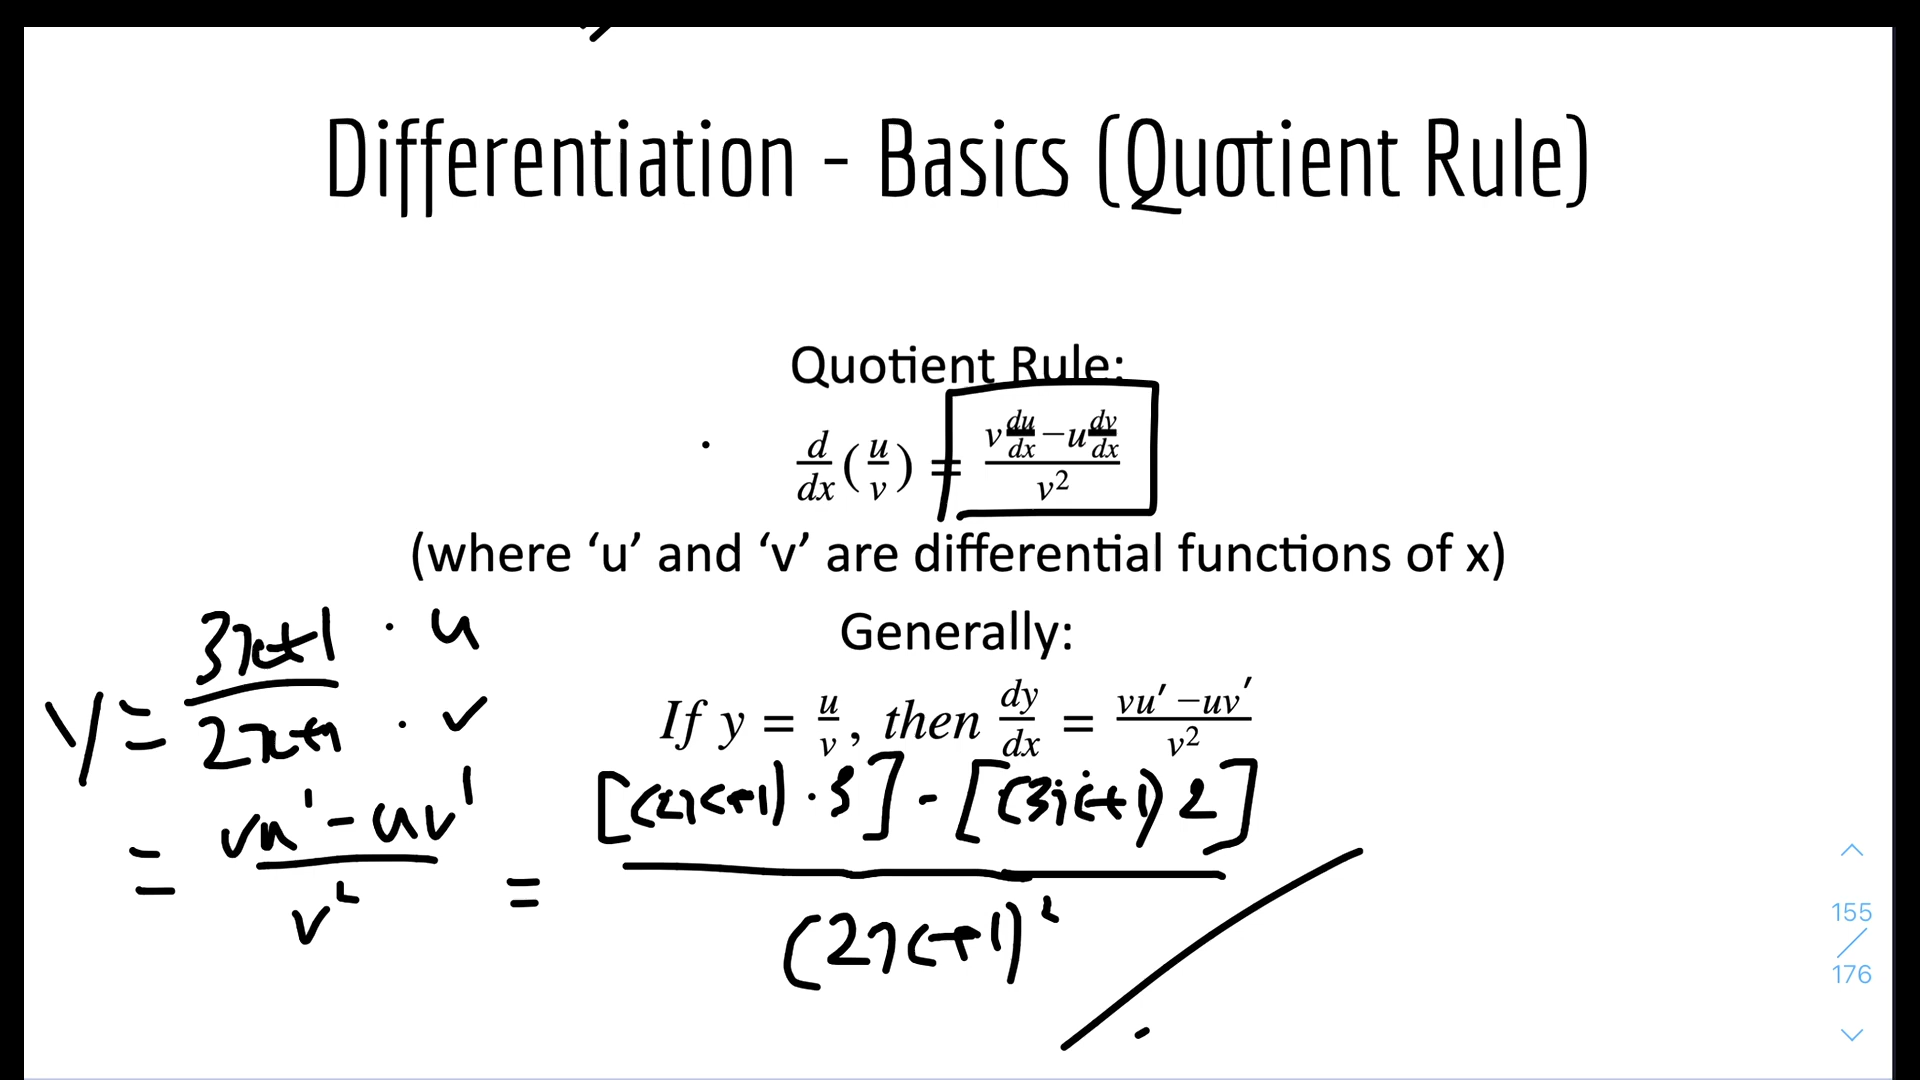 Differentiation - Basics (Quotient Rule)
Quotient Rule:
d/dx (u/v) = (v du/dx − u dv/dx) / v²
(where ‘u’ and ‘v’ are differential functions of x)
Generally:
If y = u/v, then dy/dx = (vu′ − uv′) / v²
y = (3x+1) / (2x+1) · u · v
= (vu' - uv') / v² = ([(2x+1) · 3] - [(3x+1) 2]) / (2x+1)²
155
/
176